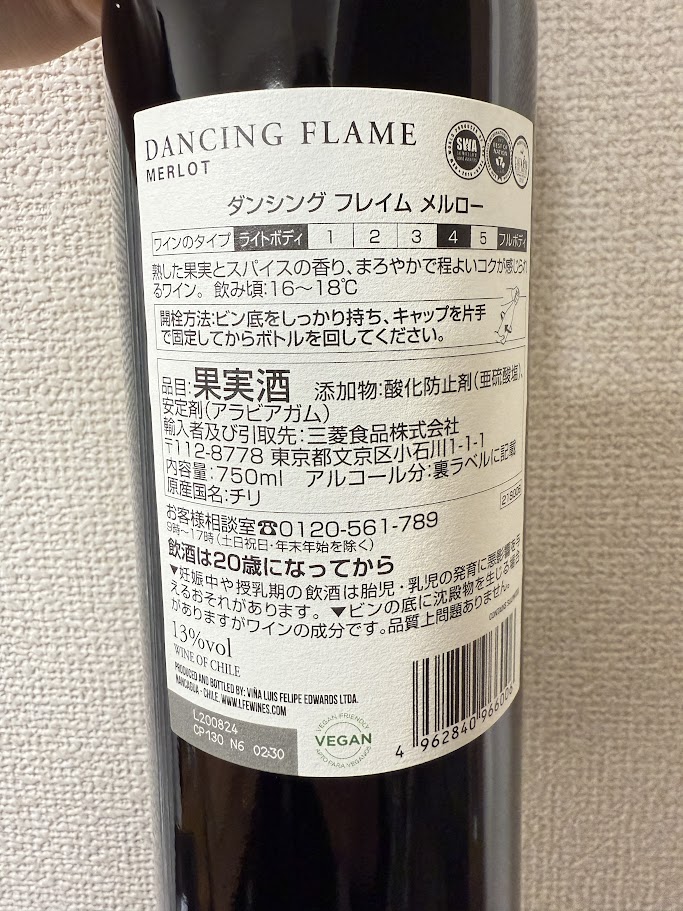 DANCING FLAME
MERLOT
SWA
BEST OF
NATION
ダンシング フレイム メルロー
ワインのタイプ ライトボディ 1 2 3 4 5 フルボディ
熟した果実とスパイスの香り、まろやかで程よいコクが感じられ
るワイン。 飲み頃:16〜18℃
開栓方法:ビン底をしっかり持ち、キャップを片手
で固定してからボトルを回してください。
品目:果実酒 添加物:酸化防止剤(亜硫酸塩)、
安定剤(アラビアガム)
輸入者及び引取先:三菱食品株式会社
〒112-8778 東京都文京区小石川1-1-1
内容量:750ml アルコール分:裏ラベルに記載
原産国名:チリ
お客様相談室☎0120-561-789
9時〜17時(土日祝日・年末年始を除く)
飲酒は20歳になってから
▼妊娠中や授乳期の飲酒は胎児・乳児の発育に悪影響を与
えるおそれがあります。▼ビンの底に沈殿物を生じる場合
がありますがワインの成分です。品質上問題ありません。
13%vol
WINE OF CHILE
PRODUCED AND BOTTLED BY: VIÑA LUIS FELIPE EDWARDS LTDA.
RANCAGUA - CHILE. WWW.LFEWINES.COM
L200824
CP130 N6 02:30
VEGAN FRIENDLY
VEGAN
APTO PARA VEGANOS
4 962840 966006